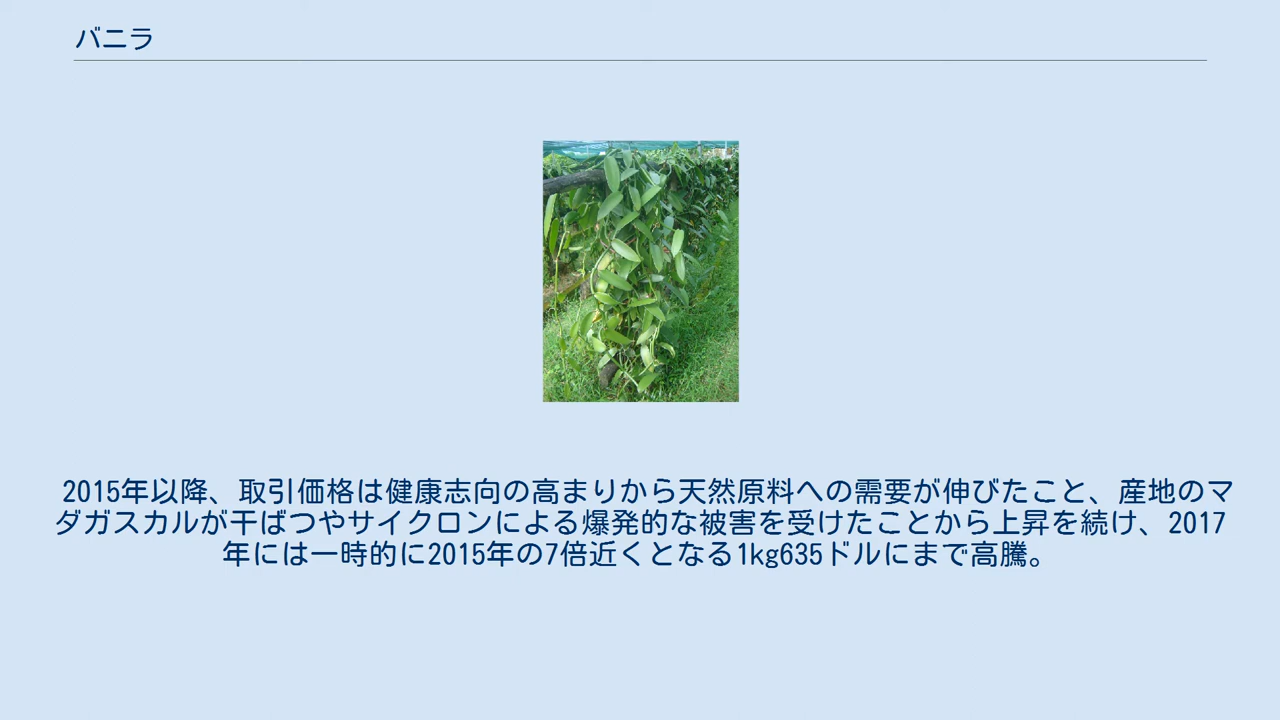 バニラ
2015年以降、取引価格は健康志向の高まりから天然原料への需要が伸びたこと、産地のマ
ダガスカルが干ばつやサイクロンによる爆発的な被害を受けたことから上昇を続け、2017
年には一時的に2015年の7倍近くとなる1kg635ドルにまで高騰。